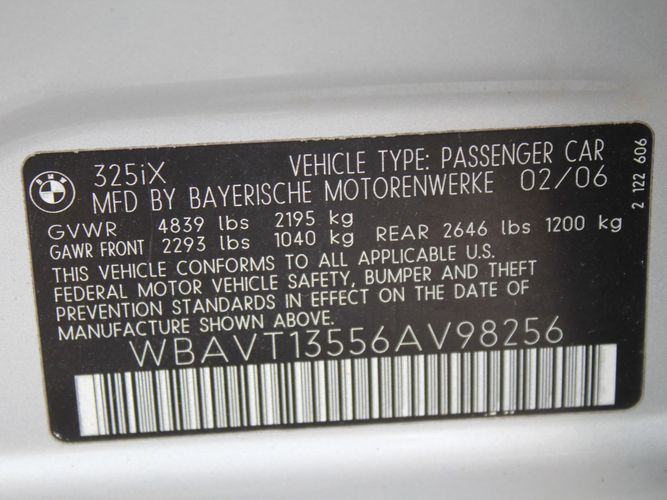 BMW
325iX VEHICLE TYPE: PASSENGER CAR
MFD BY BAYERISCHE MOTORENWERKE 02/06
GVWR 4839 lbs 2195 kg
GAWR FRONT 2293 lbs 1040 kg REAR 2646 lbs 1200 kg
THIS VEHICLE CONFORMS TO ALL APPLICABLE U.S.
FEDERAL MOTOR VEHICLE SAFETY, BUMPER AND THEFT
PREVENTION STANDARDS IN EFFECT ON THE DATE OF
MANUFACTURE SHOWN ABOVE.
WBAVT13556AV98256
2 122 606